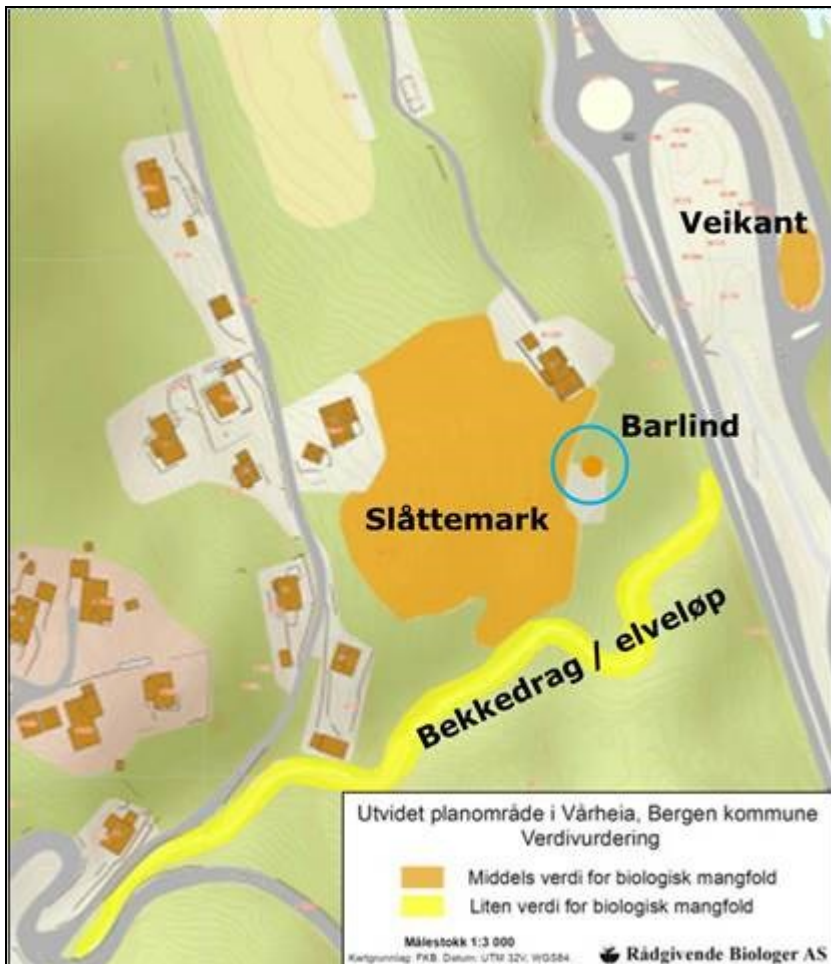 Veikant
Barlind
Slåttemark
Bekkedrag / elveløp
Utvidet planområde i Vårheia, Bergen kommune
Verdivurdering
Middels verdi for biologisk mangfold
Liten verdi for biologisk mangfold
Målestokk 1:3 000
Kartgrunnlag: FKB. Datum: UTM 32V, WGS84.
Rådgivende Biologer AS